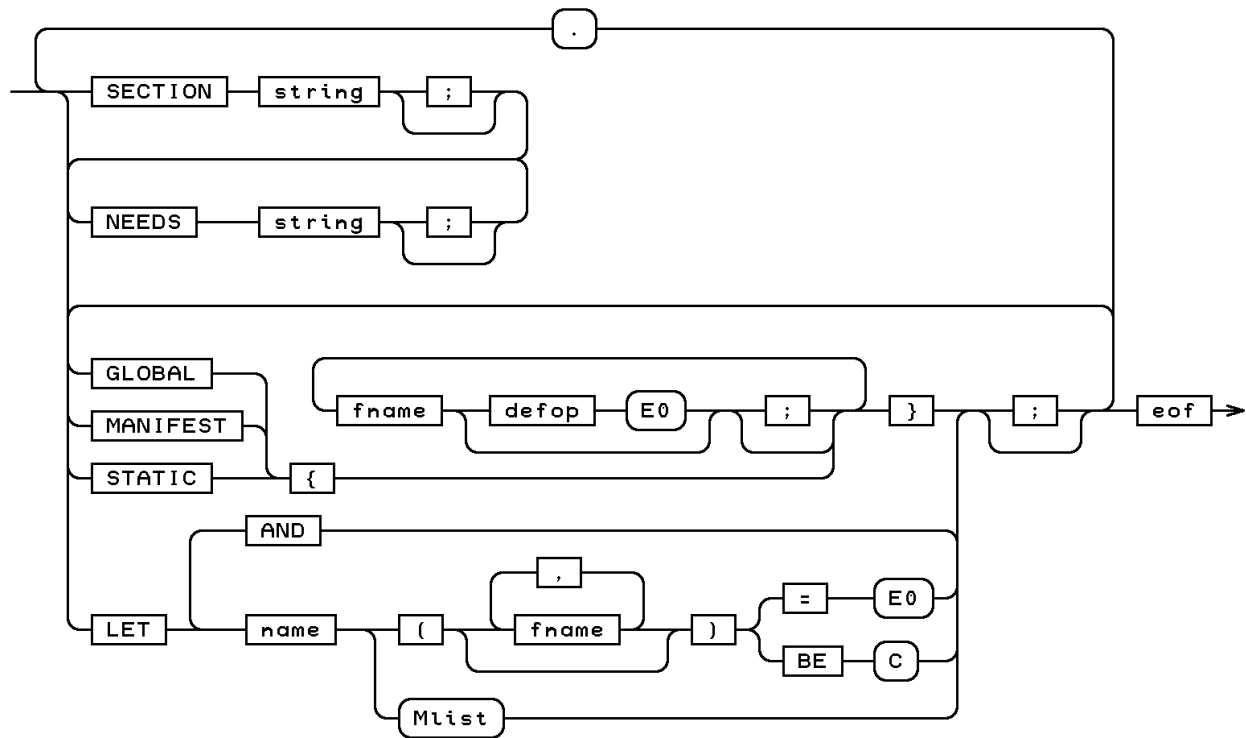 .
SECTION string ;
NEEDS string ;
GLOBAL
fname defop E0 ; } ; eof
MANIFEST
STATIC {
AND
,
= E0
LET name ( fname )
BE C
Mlist